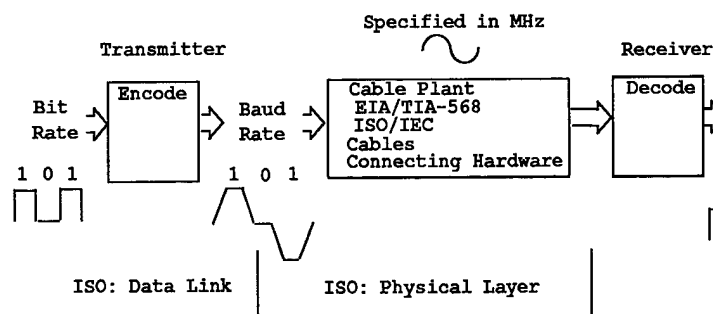 Specified in MHz
Transmitter
Receiver
Bit
Rate
Encode
Baud
Rate
Cable Plant
EIA/TIA-568
ISO/IEC
Cables
Connecting Hardware
Decode
1 0 1
1 0 1
ISO: Data Link
ISO: Physical Layer